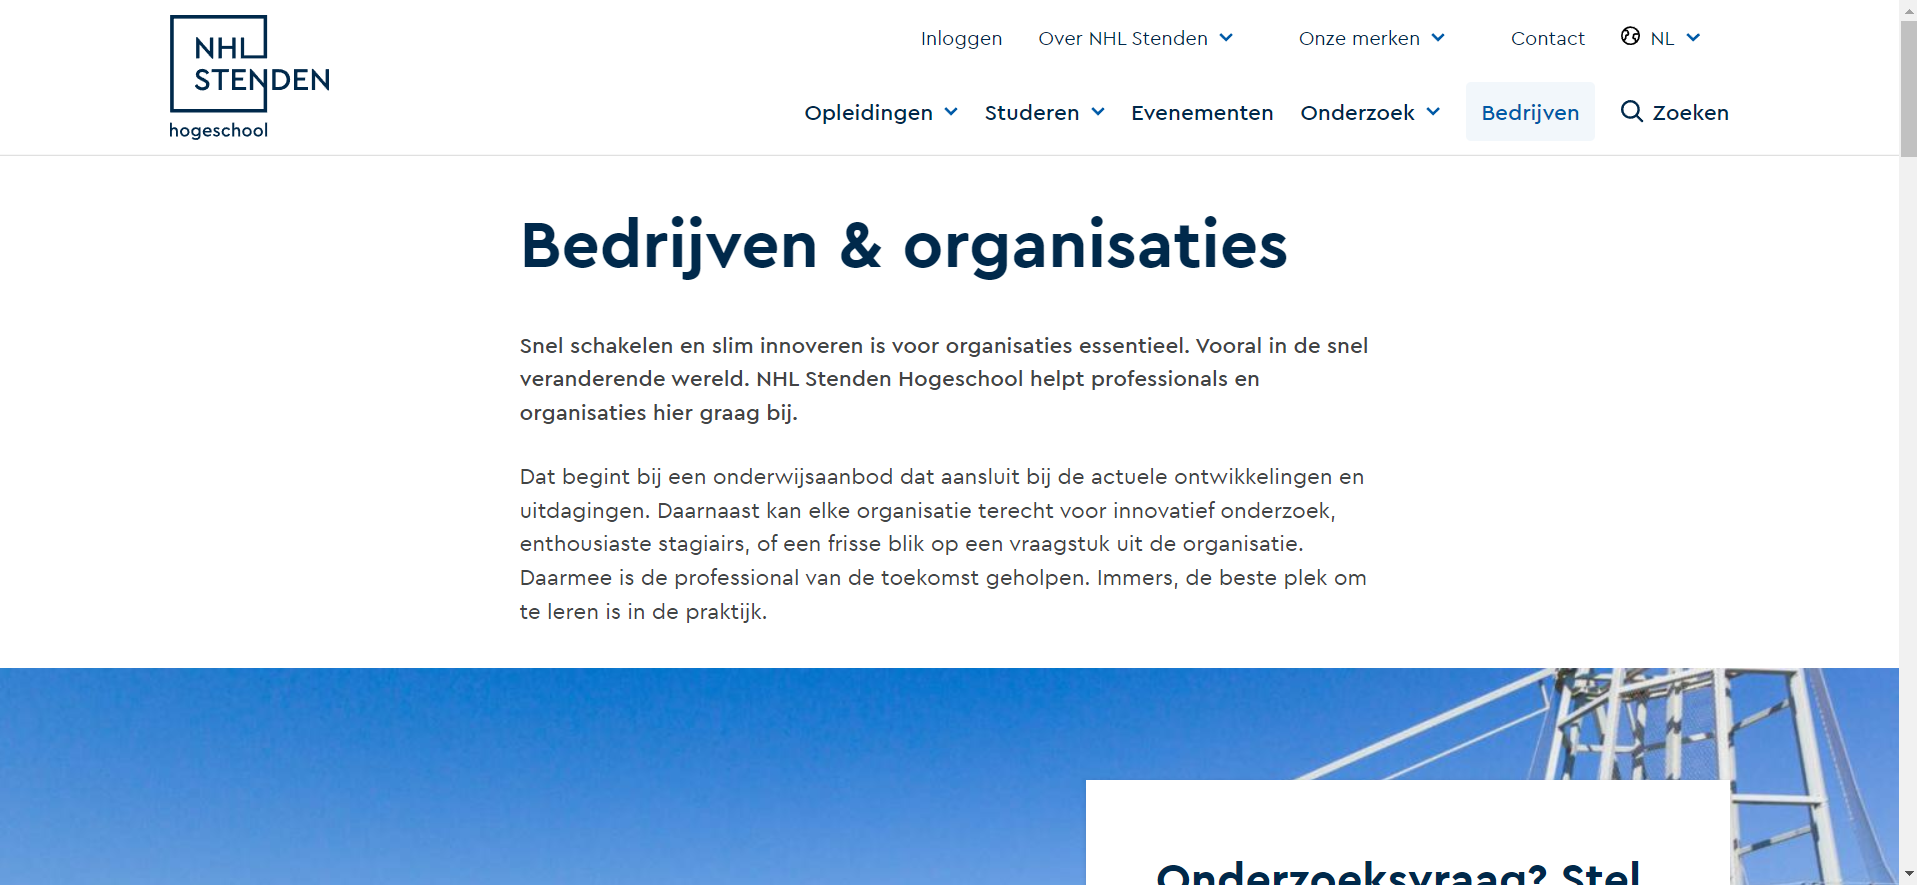 NHL
STENDEN
hogeschool
Inloggen Over NHL Stenden Onze merken Contact NL
Opleidingen Studeren Evenementen Onderzoek Bedrijven Zoeken
Bedrijven & organisaties
Snel schakelen en slim innoveren is voor organisaties essentieel. Vooral in de snel
veranderende wereld. NHL Stenden Hogeschool helpt professionals en
organisaties hier graag bij.
Dat begint bij een onderwijsaanbod dat aansluit bij de actuele ontwikkelingen en
uitdagingen. Daarnaast kan elke organisatie terecht voor innovatief onderzoek,
enthousiaste stagiairs, of een frisse blik op een vraagstuk uit de organisatie.
Daarmee is de professional van de toekomst geholpen. Immers, de beste plek om
te leren is in de praktijk.
Onderzoeksvraag? Stel